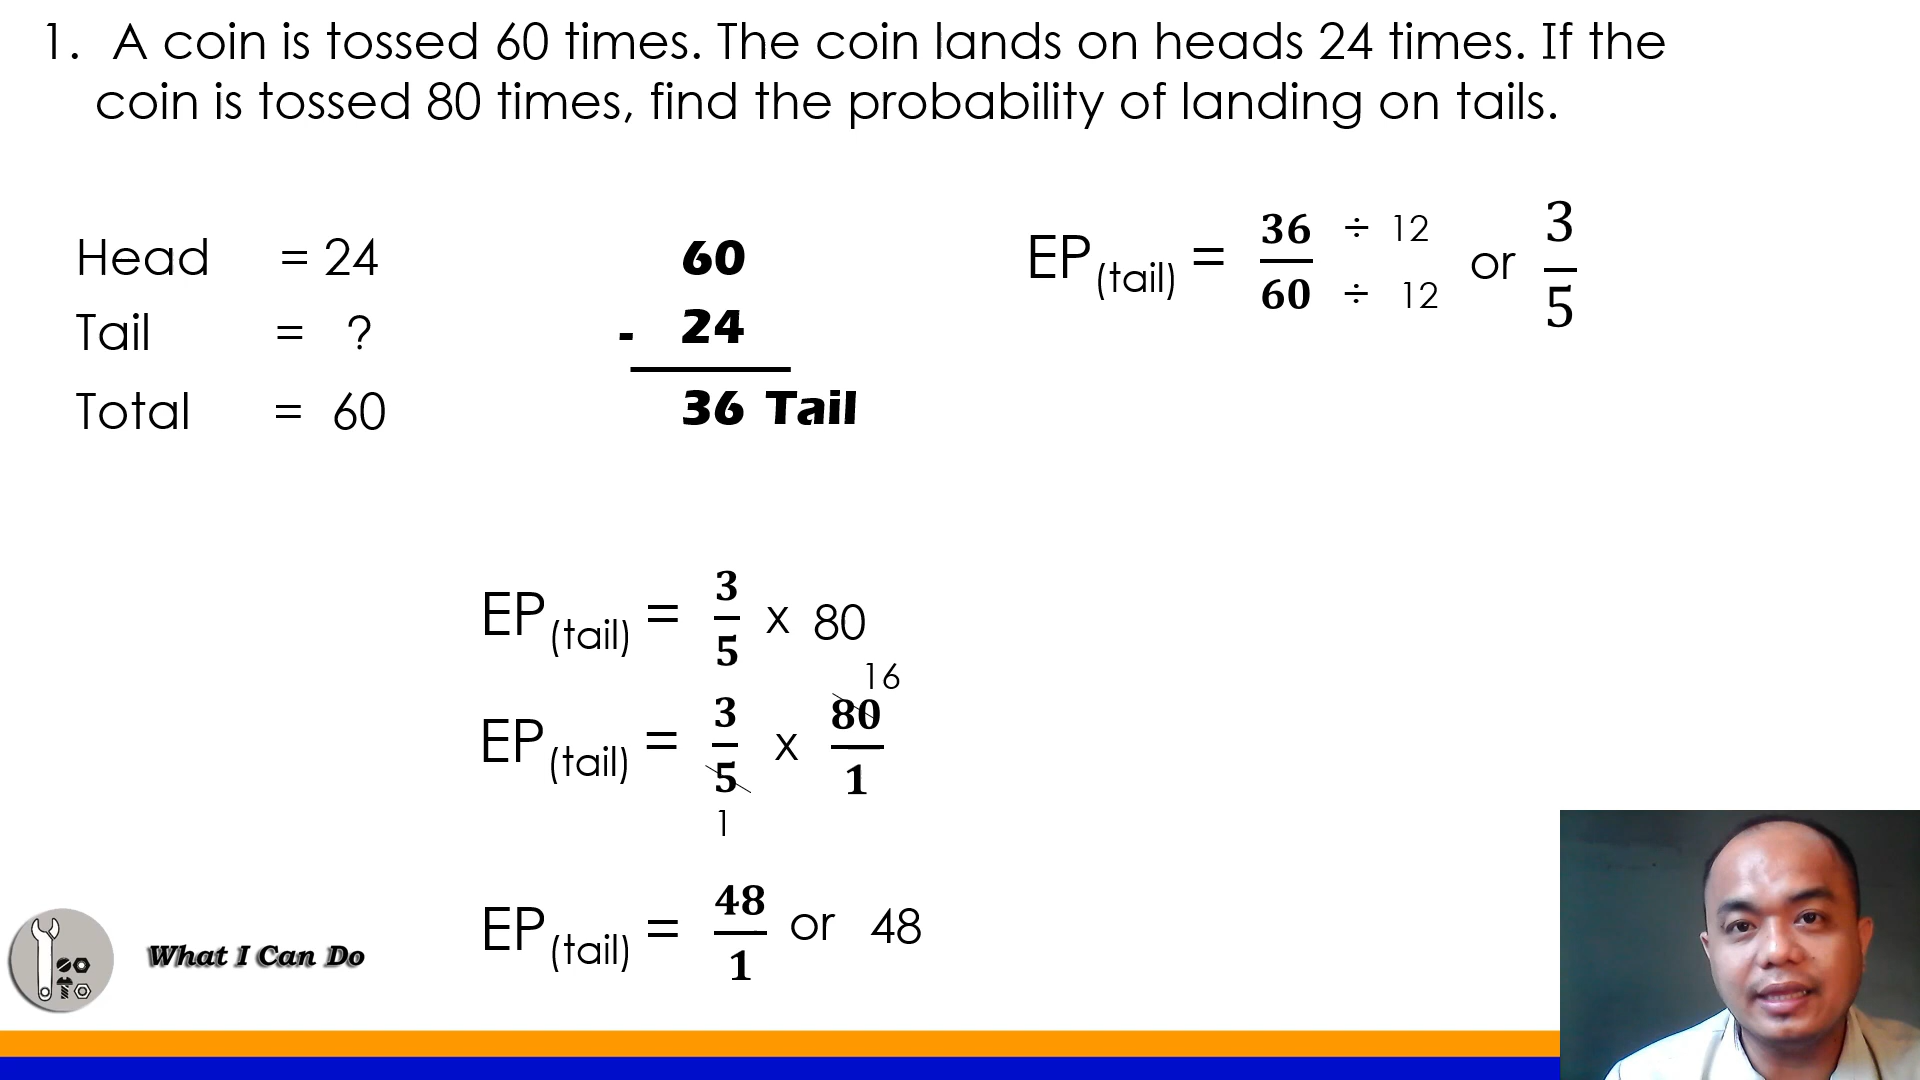 1. A coin is tossed 60 times. The coin lands on heads 24 times. If the
coin is tossed 80 times, find the probability of landing on tails.
Head = 24
Tail = ?
Total = 60
60
- 24
36 Tail
EP(tail) = 36/60 ÷ 12 ÷ 12 or 3/5
EP(tail) = 3/5 x 80
16
EP(tail) = 3/5 x 80/1
1
EP(tail) = 48/1 or 48
What I Can Do